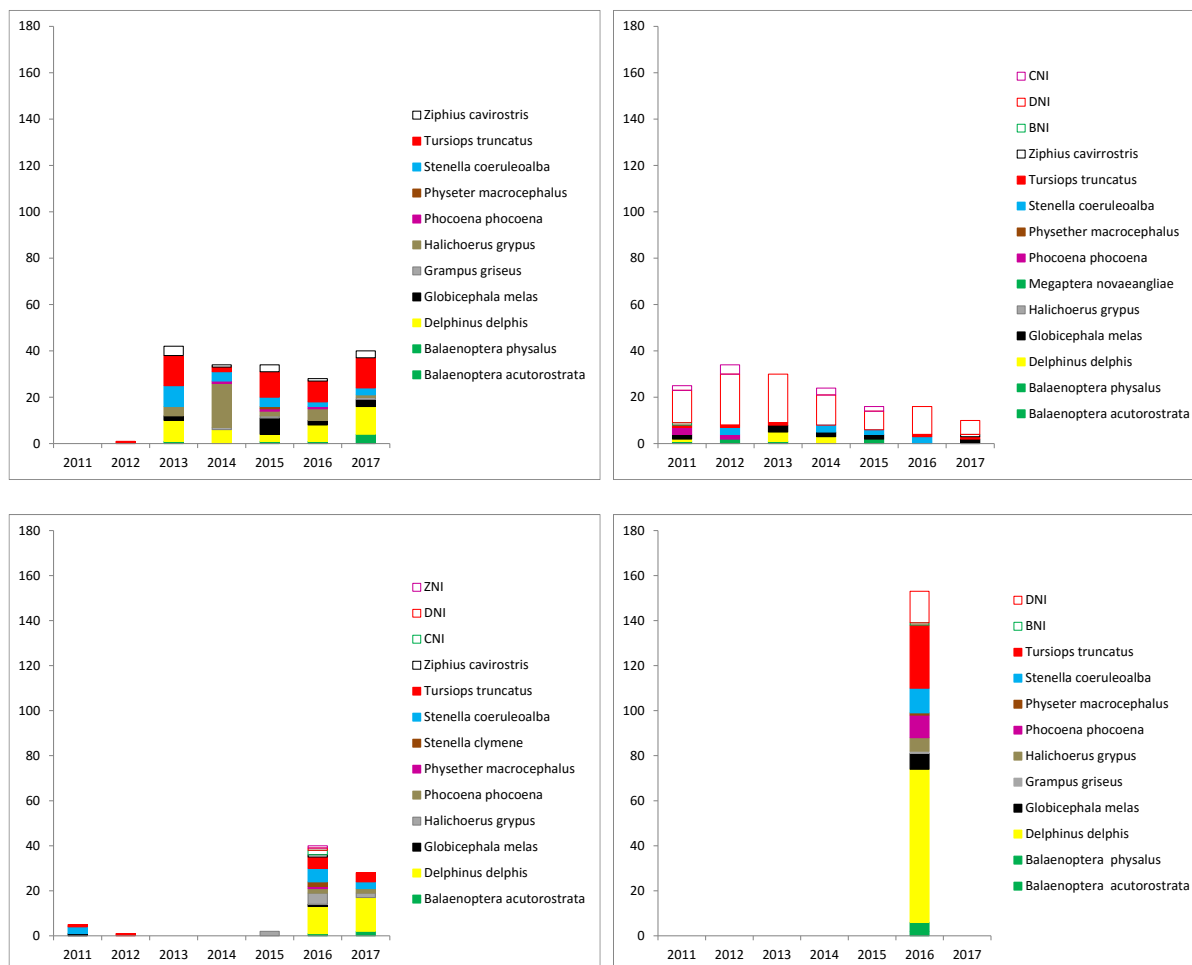 180
160
140
120
100
80
60
40
20
0
2011 2012 2013 2014 2015 2016 2017
Ziphius cavirostris
Tursiops truncatus
Stenella coeruleoalba
Physeter macrocephalus
Phocoena phocoena
Halichoerus grypus
Grampus griseus
Globicephala melas
Delphinus delphis
Balaenoptera physalus
Balaenoptera acutorostrata
180
160
140
120
100
80
60
40
20
0
2011 2012 2013 2014 2015 2016 2017
CNI
DNI
BNI
Ziphius cavirrostris
Tursiops truncatus
Stenella coeruleoalba
Physether macrocephalus
Phocoena phocoena
Megaptera novaeangliae
Halichoerus grypus
Globicephala melas
Delphinus delphis
Balaenoptera physalus
Balaenoptera acutorostrata
180
160
140
120
100
80
60
40
20
0
2011 2012 2013 2014 2015 2016 2017
ZNI
DNI
CNI
Ziphius cavirostris
Tursiops truncatus
Stenella coeruleoalba
Stenella clymene
Physether macrocephalus
Phocoena phocoena
Halichoerus grypus
Globicephala melas
Delphinus delphis
Balaenoptera acutorostrata
180
160
140
120
100
80
60
40
20
0
2011 2012 2013 2014 2015 2016 2017
DNI
BNI
Tursiops truncatus
Stenella coeruleoalba
Physeter macrocephalus
Phocoena phocoena
Halichoerus grypus
Grampus griseus
Globicephala melas
Delphinus delphis
Balaenoptera  physalus
Balaenoptera  acutorostrata